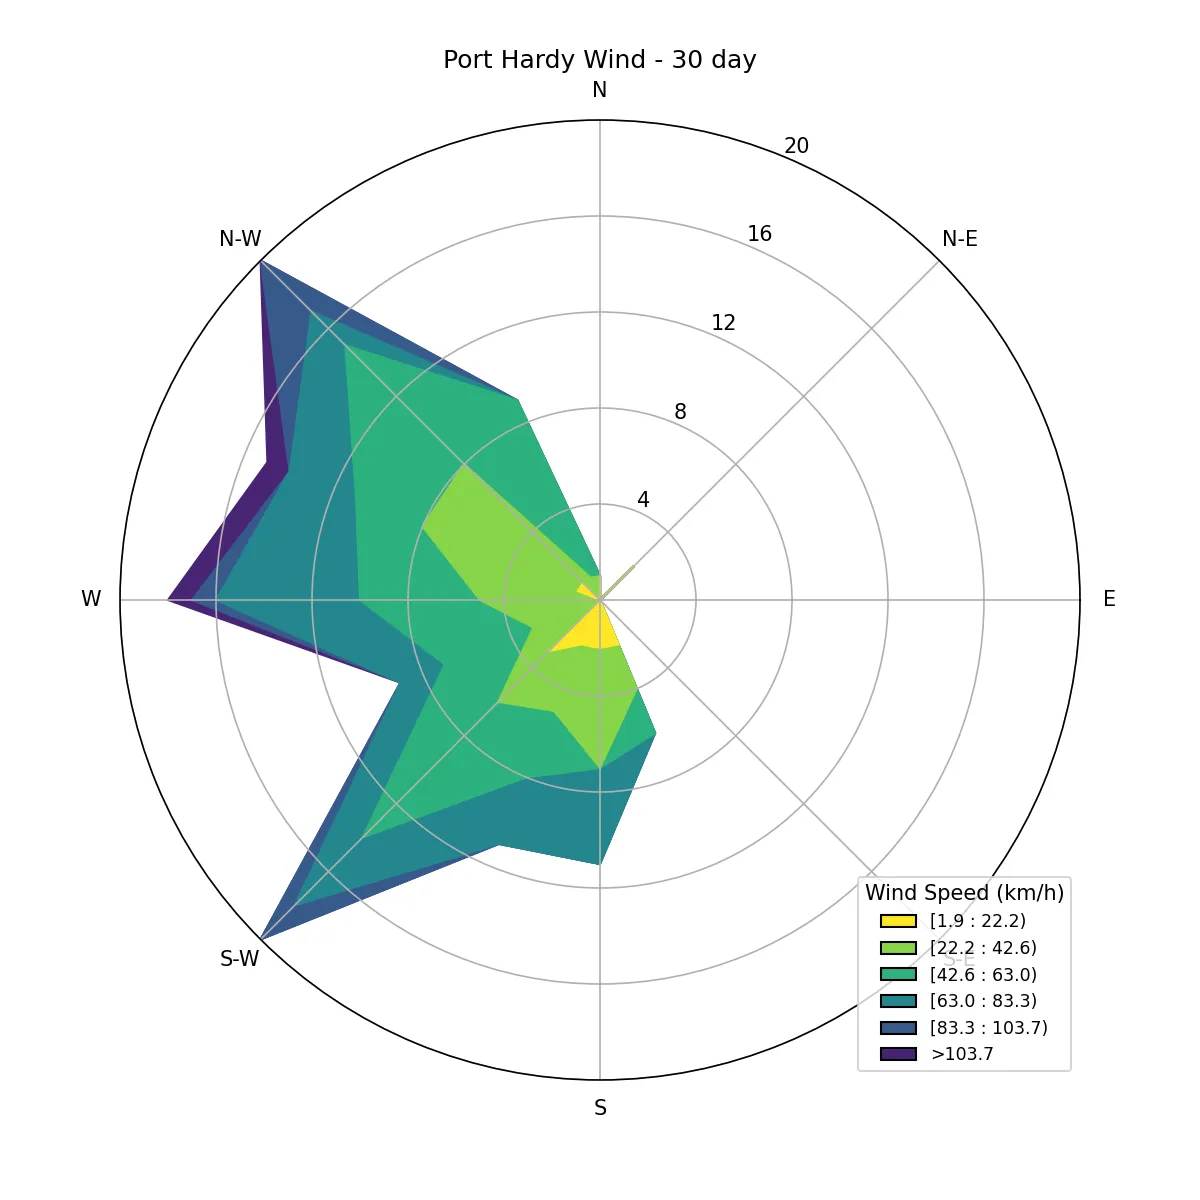 Port Hardy Wind - 30 day
N
20
16
N-W
N-E
12
8
4
W
E
S-W
S-E
S
Wind Speed (km/h)
[1.9 : 22.2)
[22.2 : 42.6)
[42.6 : 63.0)
[63.0 : 83.3)
[83.3 : 103.7)
>103.7